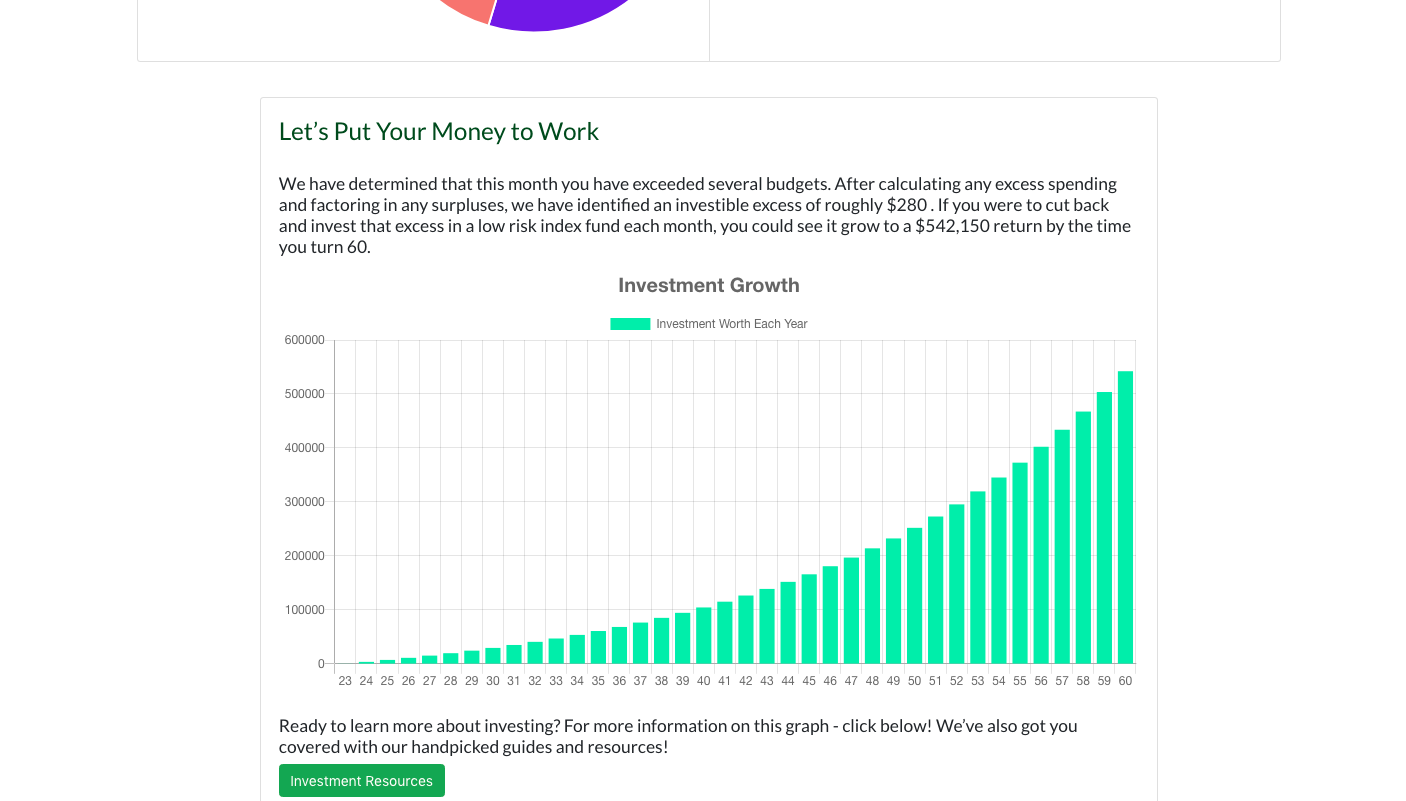 Let’s Put Your Money to Work
We have determined that this month you have exceeded several budgets. After calculating any excess spending
and factoring in any surpluses, we have identified an investible excess of roughly $280 . If you were to cut back
and invest that excess in a low risk index fund each month, you could see it grow to a $542,150 return by the time
you turn 60.
Investment Growth
Investment Worth Each Year
600000
500000
400000
300000
200000
100000
0
23 24 25 26 27 28 29 30 31 32 33 34 35 36 37 38 39 40 41 42 43 44 45 46 47 48 49 50 51 52 53 54 55 56 57 58 59 60
Ready to learn more about investing? For more information on this graph - click below! We’ve also got you
covered with our handpicked guides and resources!
Investment Resources